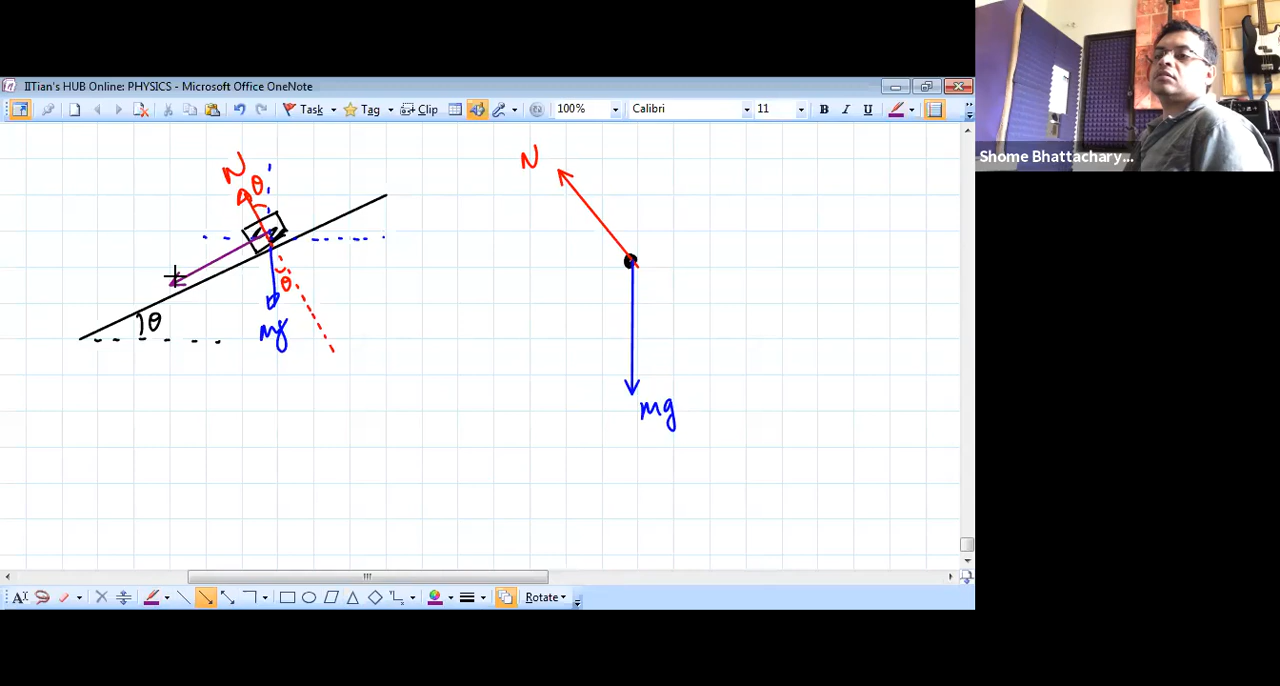 IITian's HUB Online: PHYSICS - Microsoft Office OneNote
Task Tag Clip 100% Calibri 11 B I U
N
θ
θ
mg
θ
N
mg
Shome Bhattachary...
A Rotate